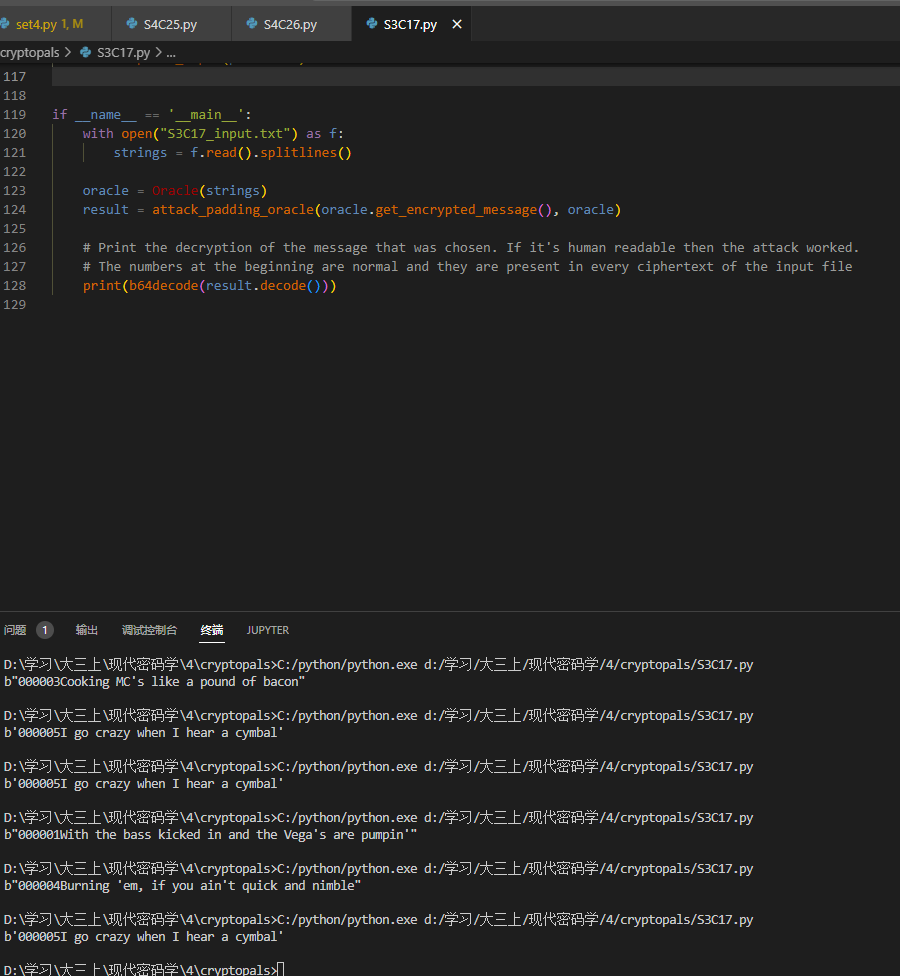 set4.py 1, M S4C25.py S4C26.py S3C17.py
cryptopals > S3C17.py > ...
117
118
119 if __name__ == '__main__':
120 with open("S3C17_input.txt") as f:
121 strings = f.read().splitlines()
122
123 oracle = Oracle(strings)
124 result = attack_padding_oracle(oracle.get_encrypted_message(), oracle)
125
126 # Print the decryption of the message that was chosen. If it's human readable then the attack worked.
127 # The numbers at the beginning are normal and they are present in every ciphertext of the input file
128 print(b64decode(result.decode()))
129
问题 1 输出 调试控制台 终端 JUPYTER
D:\学习\大三上\现代密码学\4\cryptopals>C:/python/python.exe d:/学习/大三上/现代密码学/4/cryptopals/S3C17.py
b"000003Cooking MC's like a pound of bacon"
D:\学习\大三上\现代密码学\4\cryptopals>C:/python/python.exe d:/学习/大三上/现代密码学/4/cryptopals/S3C17.py
b'000005I go crazy when I hear a cymbal'
D:\学习\大三上\现代密码学\4\cryptopals>C:/python/python.exe d:/学习/大三上/现代密码学/4/cryptopals/S3C17.py
b'000005I go crazy when I hear a cymbal'
D:\学习\大三上\现代密码学\4\cryptopals>C:/python/python.exe d:/学习/大三上/现代密码学/4/cryptopals/S3C17.py
b"000001With the bass kicked in and the Vega's are pumpin'"
D:\学习\大三上\现代密码学\4\cryptopals>C:/python/python.exe d:/学习/大三上/现代密码学/4/cryptopals/S3C17.py
b"000004Burning 'em, if you ain't quick and nimble"
D:\学习\大三上\现代密码学\4\cryptopals>C:/python/python.exe d:/学习/大三上/现代密码学/4/cryptopals/S3C17.py
b'000005I go crazy when I hear a cymbal'
D:\学习\大三上\现代密码学\4\cryptopals>